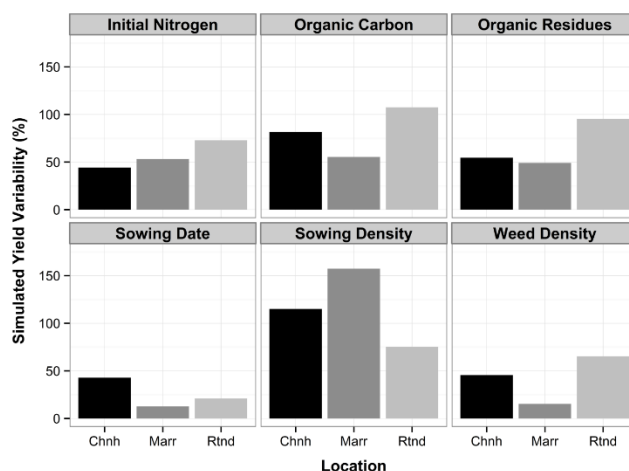 Initial Nitrogen Organic Carbon Organic Residues
150
100
50
0
Simulated Yield Variability (%)
Sowing Date Sowing Density Weed Density
150
100
50
0
Chnh Marr Rtnd Chnh Marr Rtnd Chnh Marr Rtnd
Location